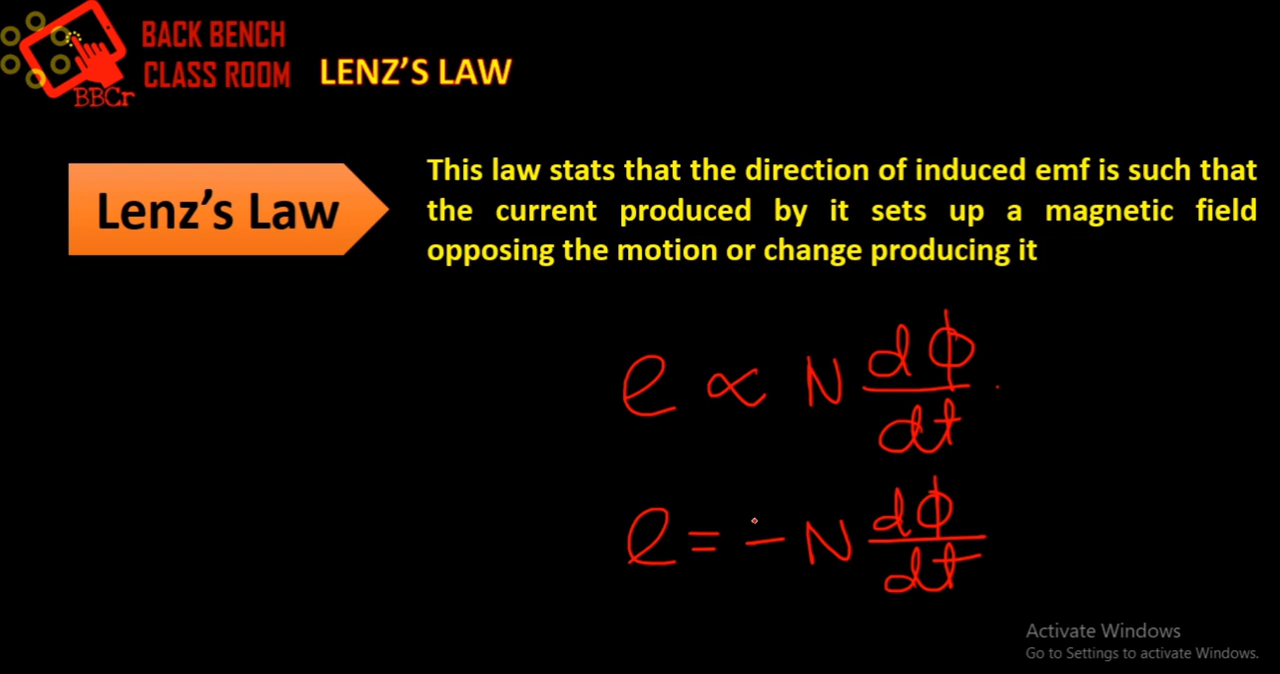 BACK BENCH
CLASS ROOM
BBCr
LENZ'S LAW
Lenz's Law
This law stats that the direction of induced emf is such that
the current produced by it sets up a magnetic field
opposing the motion or change producing it
e ∝ N dϕ/dt
e = - N dϕ/dt
Activate Windows
Go to Settings to activate Windows.